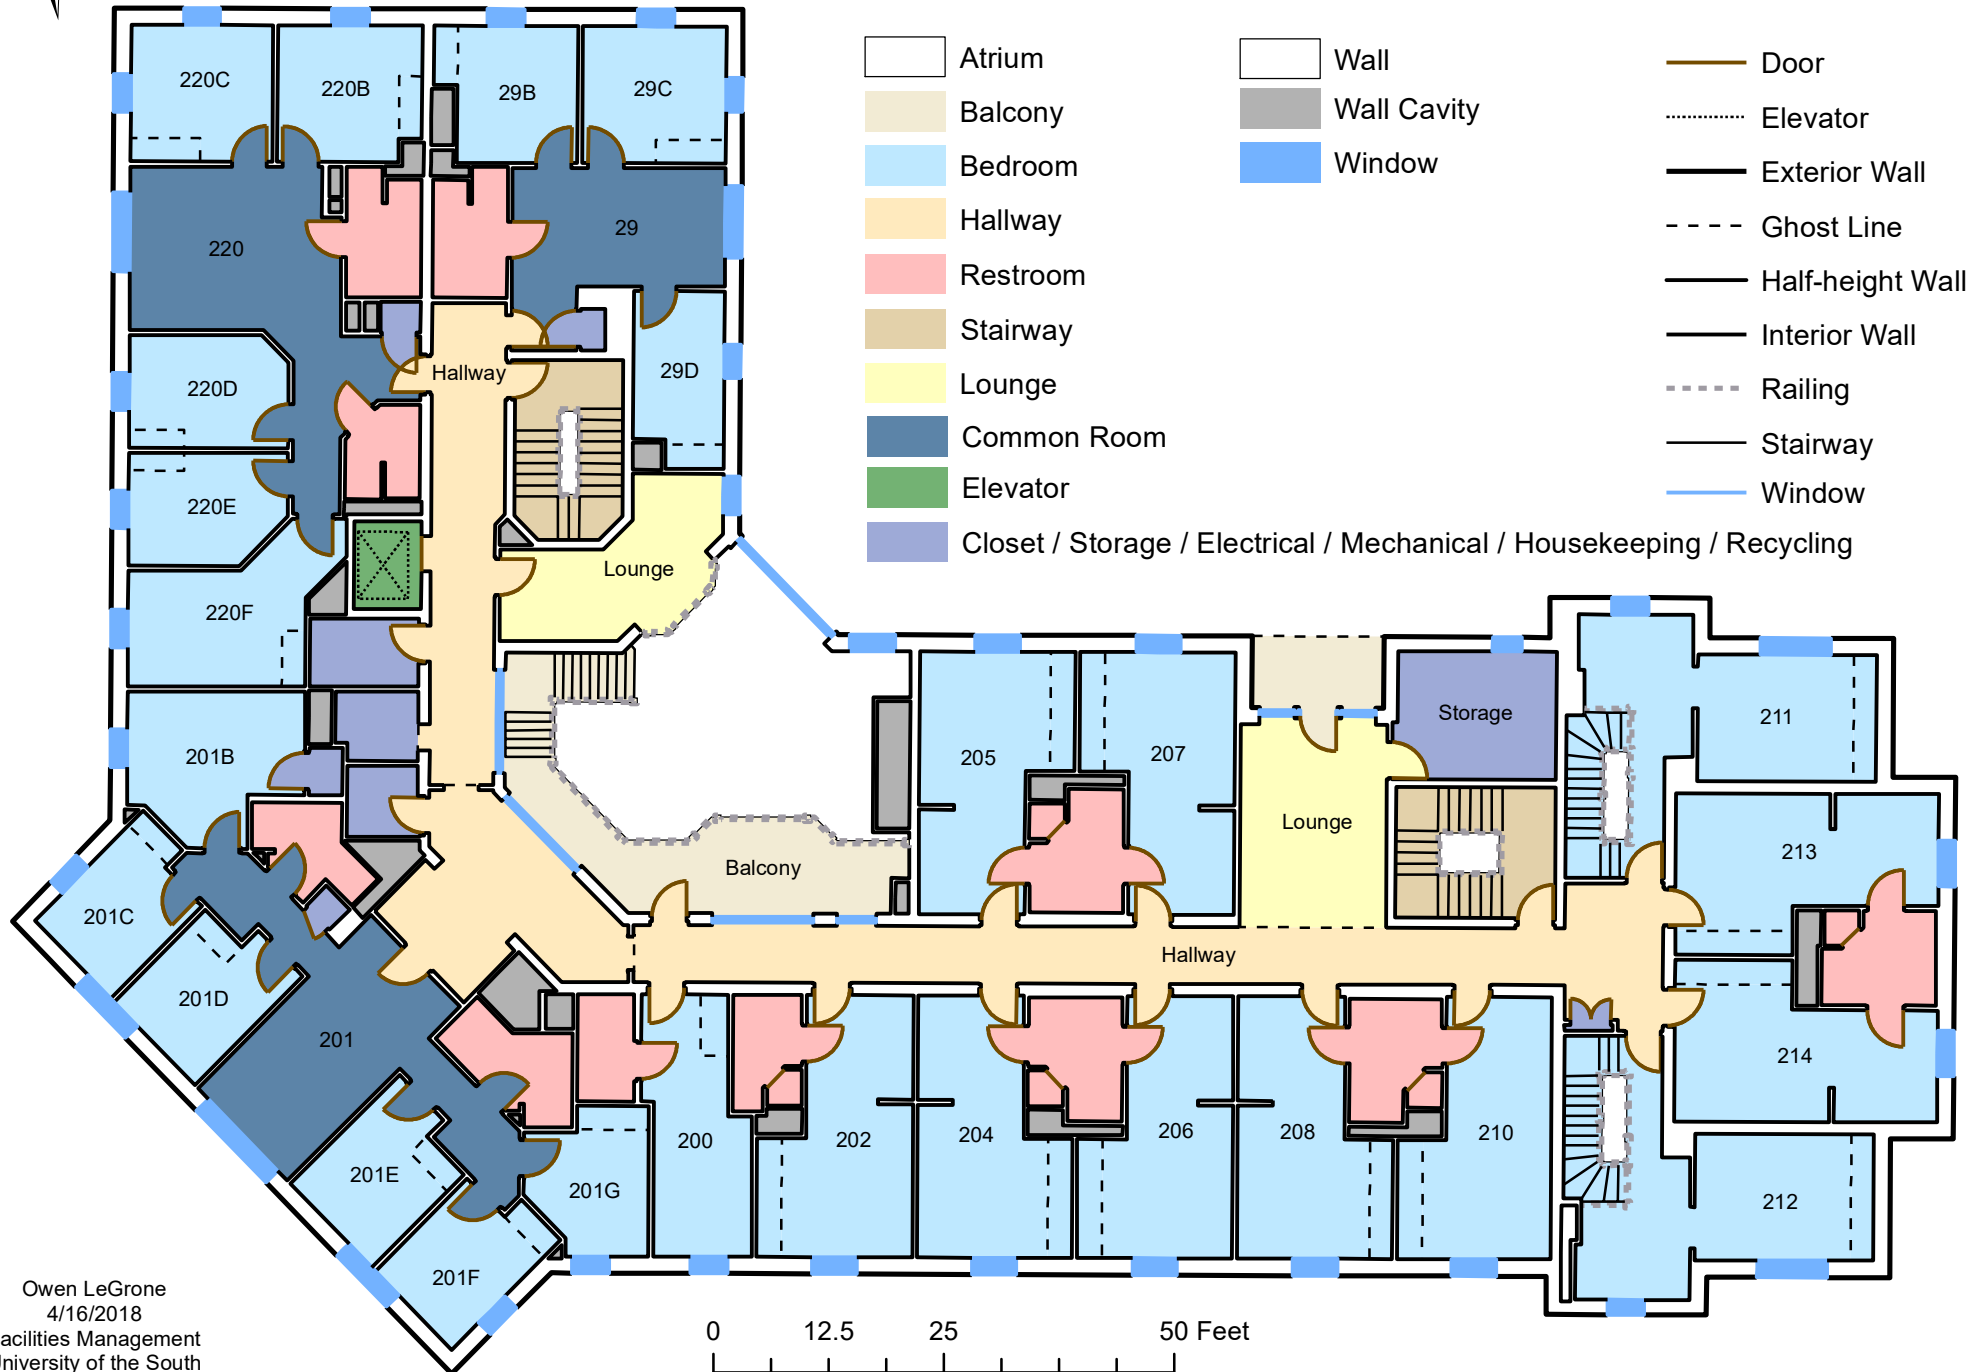 220C
220B
29B
29C
220
29
Hallway
29D
220D
220E
Lounge
220F
201B
205
207
Storage
211
Lounge
213
Balcony
201C
Hallway
201D
201
214
200
202
204
206
208
210
201E
201G
212
201F
Atrium
Balcony
Bedroom
Hallway
Restroom
Stairway
Lounge
Common Room
Elevator
Closet / Storage / Electrical / Mechanical / Housekeeping / Recycling
Wall
Wall Cavity
Window
Door
Elevator
Exterior Wall
Ghost Line
Half-height Wall
Interior Wall
Railing
Stairway
Window
Owen LeGrone
4/16/2018
acilities Management
University of the South
0 12.5 25 50 Feet